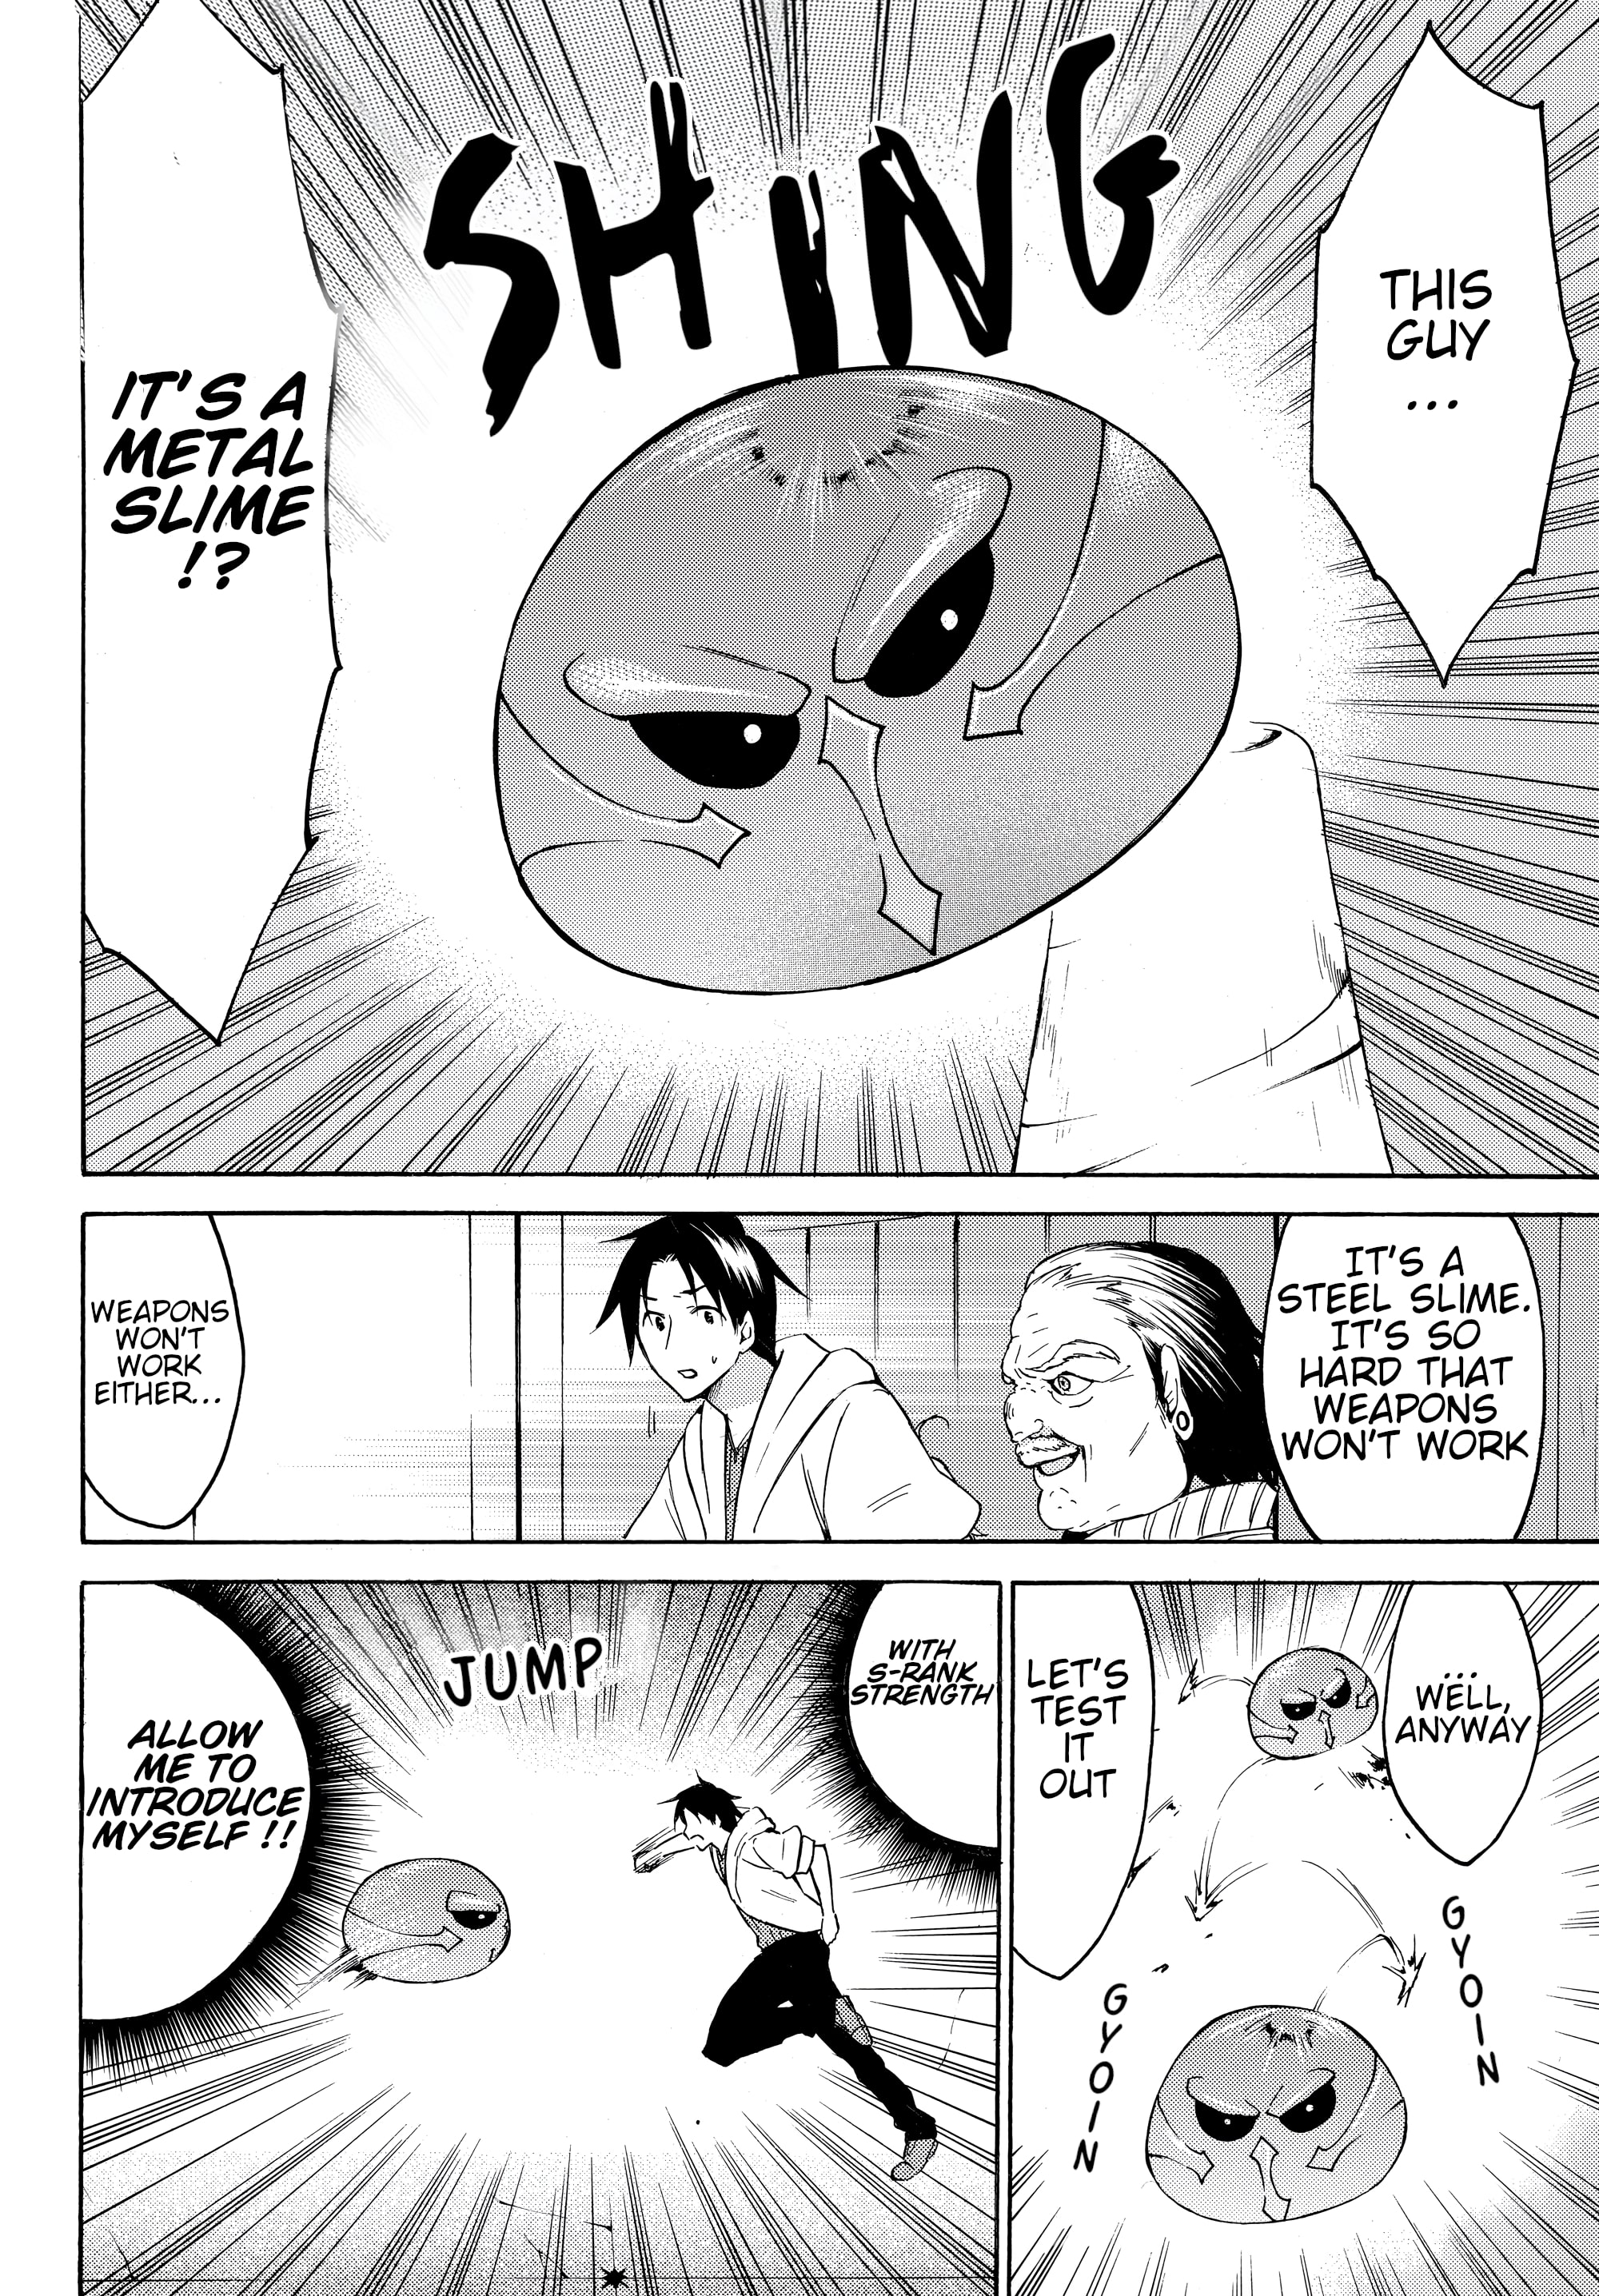 THIS
GUY
...
SHING
IT'S A
METAL
SLIME
!?
IT'S A
STEEL SLIME.
IT'S SO
HARD THAT
WEAPONS
WON'T WORK
WEAPONS
WON'T
WORK
EITHER...
...
WELL,
ANYWAY
GYOIN
GYOIN
LET'S
TEST
IT
OUT
WITH
S-RANK
STRENGTH
JUMP
ALLOW
ME TO
INTRODUCE
MYSELF !!